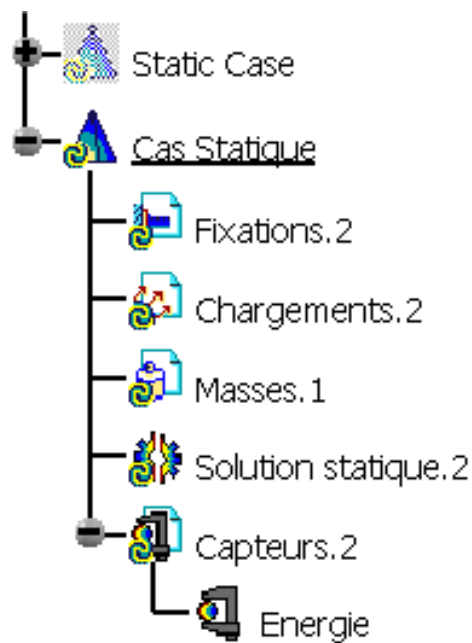 Static Case
Cas Statique
Fixations.2
Chargements.2
Masses.1
Solution statique.2
Capteurs.2
Energie